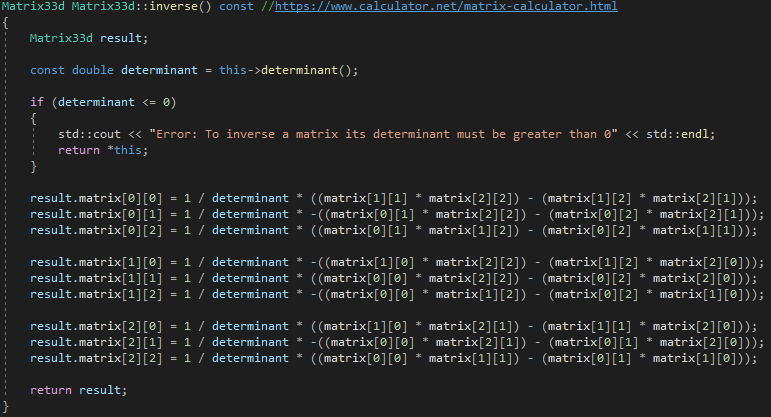 Matrix33d Matrix33d::inverse() const //https://www.calculator.net/matrix-calculator.html
{
Matrix33d result;
const double determinant = this->determinant();
if (determinant <= 0)
{
std::cout << "Error: To inverse a matrix its determinant must be greater than 0" << std::endl;
return *this;
}
result.matrix[0][0] = 1 / determinant * ((matrix[1][1] * matrix[2][2]) - (matrix[1][2] * matrix[2][1]));
result.matrix[0][1] = 1 / determinant * -((matrix[0][1] * matrix[2][2]) - (matrix[0][2] * matrix[2][1]));
result.matrix[0][2] = 1 / determinant * ((matrix[0][1] * matrix[1][2]) - (matrix[0][2] * matrix[1][1]));
result.matrix[1][0] = 1 / determinant * -((matrix[1][0] * matrix[2][2]) - (matrix[1][2] * matrix[2][0]));
result.matrix[1][1] = 1 / determinant * ((matrix[0][0] * matrix[2][2]) - (matrix[0][2] * matrix[2][0]));
result.matrix[1][2] = 1 / determinant * -((matrix[0][0] * matrix[1][2]) - (matrix[0][2] * matrix[1][0]));
result.matrix[2][0] = 1 / determinant * ((matrix[1][0] * matrix[2][1]) - (matrix[1][1] * matrix[2][0]));
result.matrix[2][1] = 1 / determinant * -((matrix[0][0] * matrix[2][1]) - (matrix[0][1] * matrix[2][0]));
result.matrix[2][2] = 1 / determinant * ((matrix[0][0] * matrix[1][1]) - (matrix[0][1] * matrix[1][0]));
return result;
}